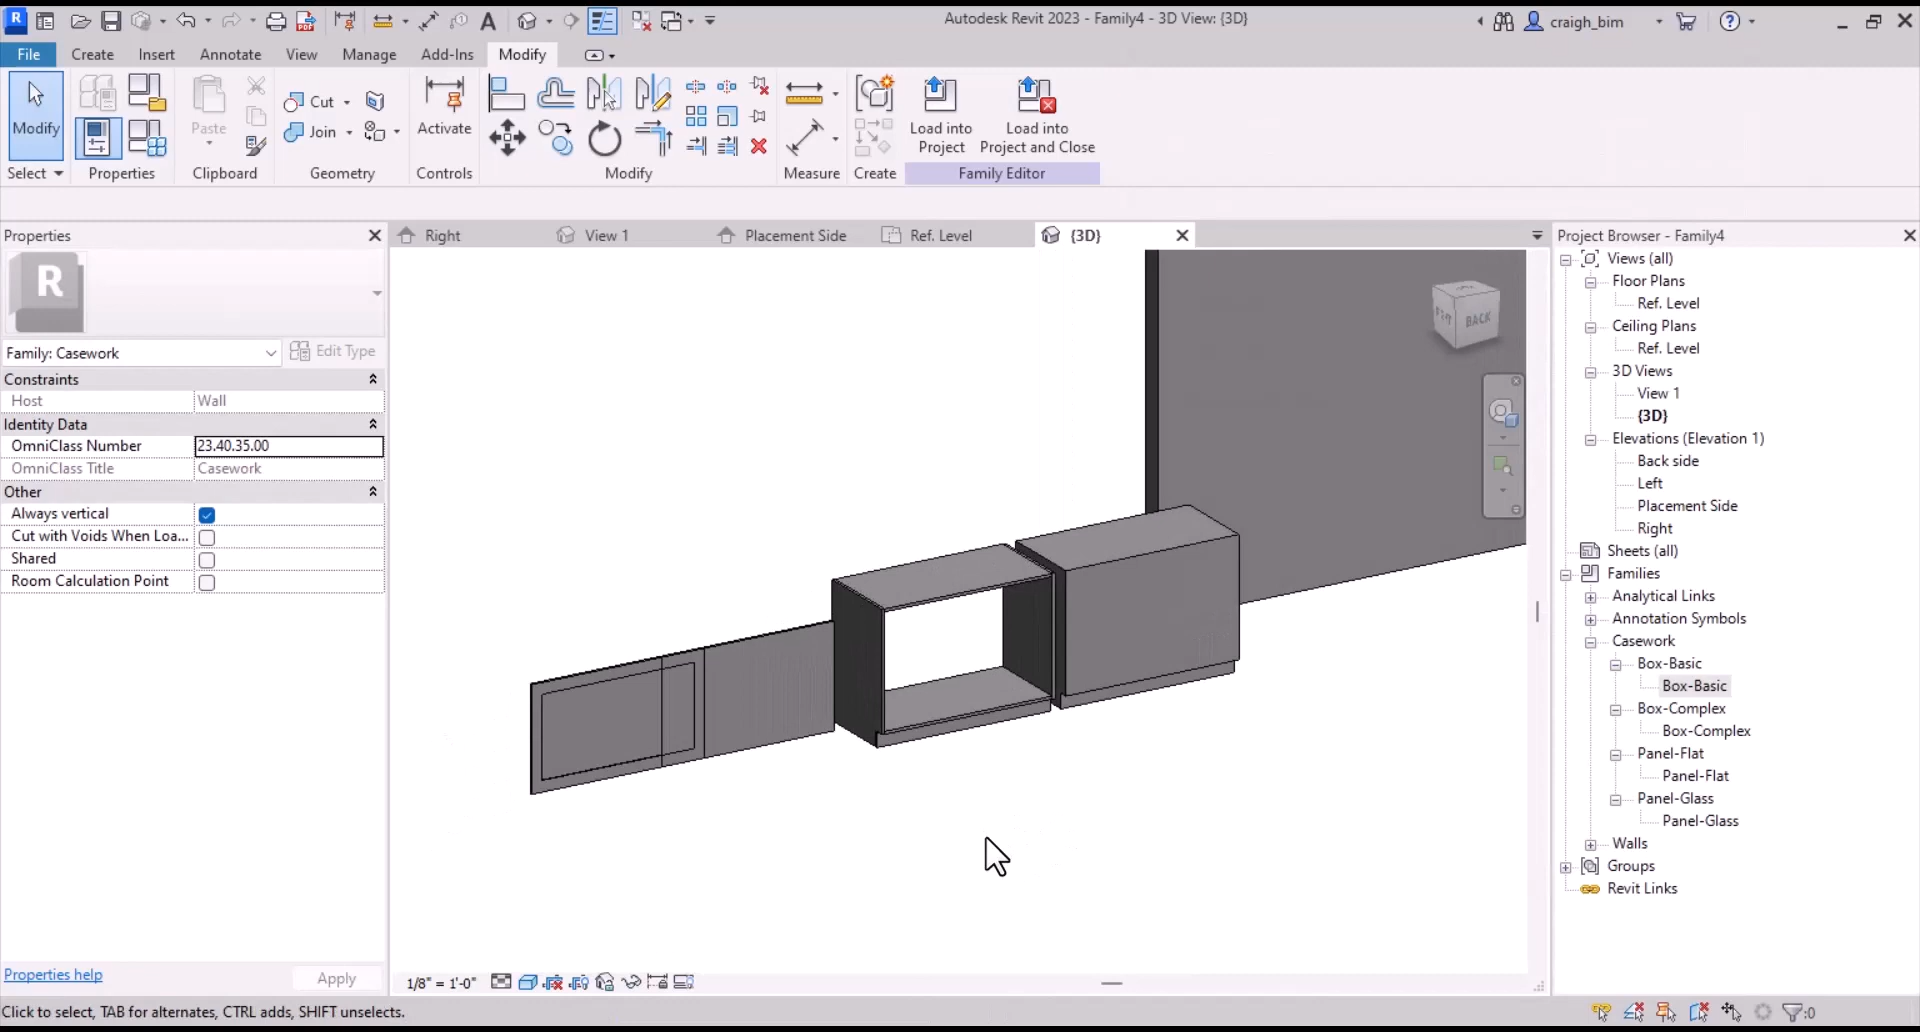 Autodesk Revit 2023 - Family4 - 3D View: {3D}
craigh_bim
File Create Insert Annotate View Manage Add-Ins Modify
Modify
Paste
Cut
Join
Activate
Load into
Project
Load into
Project and Close
Select Properties Clipboard Geometry Controls Modify Measure Create Family Editor
Properties
Right
View 1
Placement Side
Ref. Level
{3D}
Project Browser - Family4
R
Family: Casework
Edit Type
Constraints
Host Wall
Identity Data
OmniClass Number 23.40.35.00
OmniClass Title Casework
Other
Always vertical
Cut with Voids When Loa...
Shared
Room Calculation Point
Properties help
Apply
BACK
1/8" = 1'-0"
Views (all)
Floor Plans
Ref. Level
Ceiling Plans
Ref. Level
3D Views
View 1
{3D}
Elevations (Elevation 1)
Back side
Left
Placement Side
Right
Sheets (all)
Families
Analytical Links
Annotation Symbols
Casework
Box-Basic
Box-Basic
Box-Complex
Box-Complex
Panel-Flat
Panel-Flat
Panel-Glass
Panel-Glass
Walls
Groups
Revit Links
Click to select, TAB for alternates, CTRL adds, SHIFT unselects.
:0